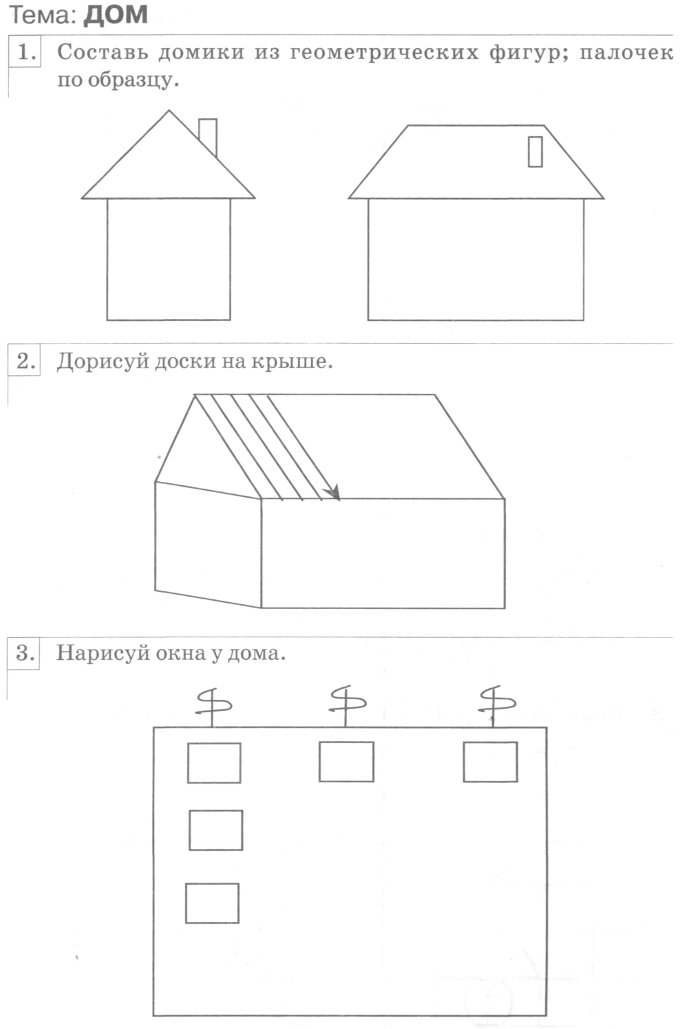 Тема: ДОМ
1. Составь домики из геометрических фигур; палочек
по образцу.
2. Дорисуй доски на крыше.
3. Нарисуй окна у дома.